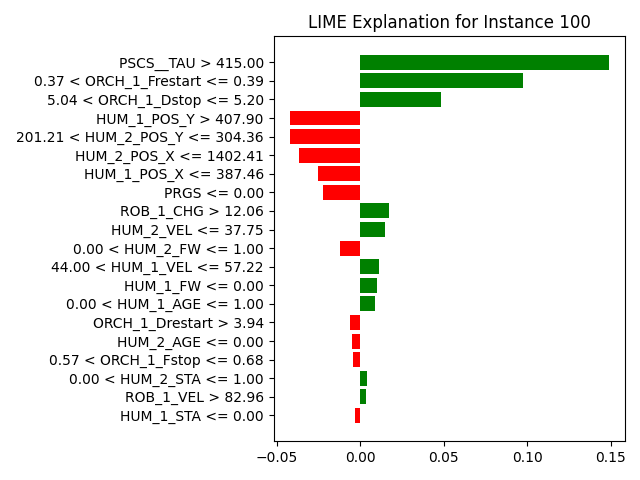 LIME Explanation for Instance 100
PSCS__TAU > 415.00
0.37 < ORCH_1_Frestart <= 0.39
5.04 < ORCH_1_Dstop <= 5.20
HUM_1_POS_Y > 407.90
201.21 < HUM_2_POS_Y <= 304.36
HUM_2_POS_X <= 1402.41
HUM_1_POS_X <= 387.46
PRGS <= 0.00
ROB_1_CHG > 12.06
HUM_2_VEL <= 37.75
0.00 < HUM_2_FW <= 1.00
44.00 < HUM_1_VEL <= 57.22
HUM_1_FW <= 0.00
0.00 < HUM_1_AGE <= 1.00
ORCH_1_Drestart > 3.94
HUM_2_AGE <= 0.00
0.57 < ORCH_1_Fstop <= 0.68
0.00 < HUM_2_STA <= 1.00
ROB_1_VEL > 82.96
HUM_1_STA <= 0.00
−0.05 0.00 0.05 0.10 0.15